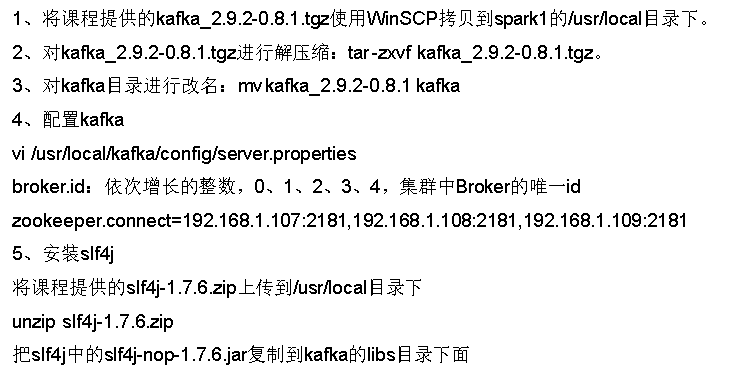 1、将课程提供的kafka_2.9.2-0.8.1.tgz使用WinSCP拷贝到spark1的/usr/local目录下。
2、对kafka_2.9.2-0.8.1.tgz进行解压缩：tar -zxvf kafka_2.9.2-0.8.1.tgz。
3、对kafka目录进行改名：mv kafka_2.9.2-0.8.1 kafka
4、配置kafka
vi /usr/local/kafka/config/server.properties
broker.id：依次增长的整数，0、1、2、3、4，集群中Broker的唯一id
zookeeper.connect=192.168.1.107:2181,192.168.1.108:2181,192.168.1.109:2181
5、安装slf4j
将课程提供的slf4j-1.7.6.zip上传到/usr/local目录下
unzip slf4j-1.7.6.zip
把slf4j中的slf4j-nop-1.7.6.jar复制到kafka的libs目录下面